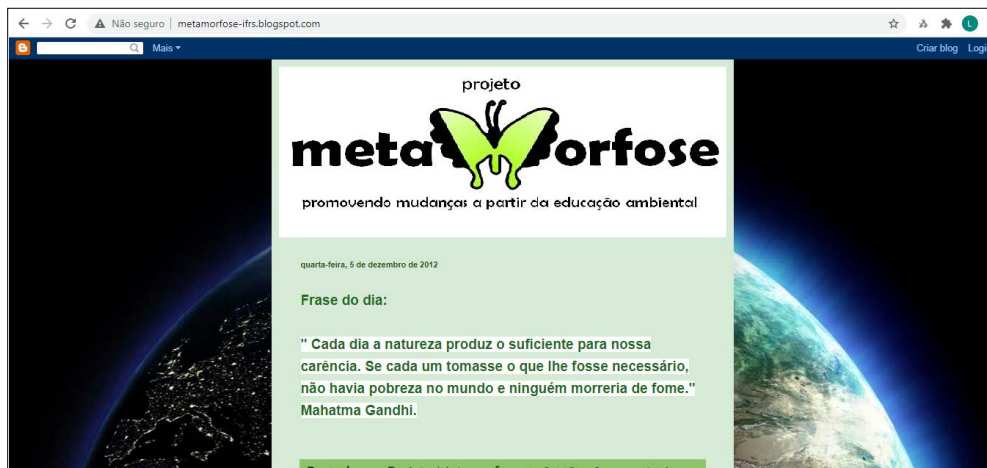 Não seguro | metamorfose-ifrs.blogspot.com
L
Mais
Criar blog Logi
projeto
metamorfose
promovendo mudanças a partir da educação ambiental
quarta-feira, 5 de dezembro de 2012
Frase do dia:
" Cada dia a natureza produz o suficiente para nossa
carência. Se cada um tomasse o que lhe fosse necessário,
não havia pobreza no mundo e ninguém morreria de fome."
Mahatma Gandhi.